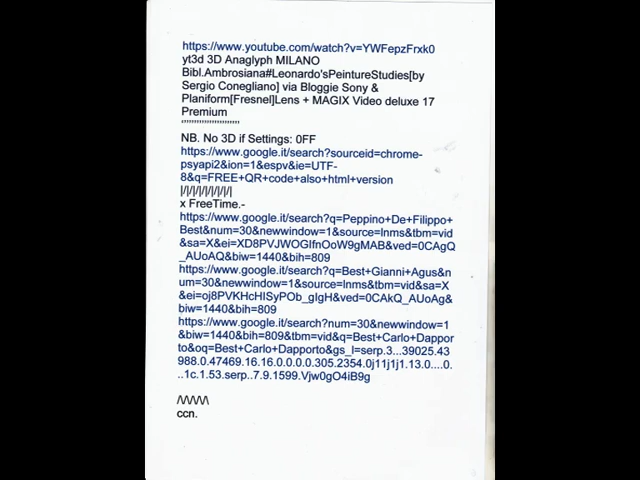 https://www.youtube.com/watch?v=YWFepzFrxk0
yt3d 3D Anaglyph MILANO
Bibl.Ambrosiana#Leonardo'sPeintureStudies[by
Sergio Conegliano] via Bloggie Sony &
Planiform[Fresnel]Lens + MAGIX Video deluxe 17
Premium
''''''''''''''''''''''''
NB. No 3D if Settings: 0FF
https://www.google.it/search?sourceid=chrome-
psyapi2&ion=1&espv&ie=UTF-
8&q=FREE+QR+code+also+html+version
|/|/|/|/|/|/|/|/|
x FreeTime.-
https://www.google.it/search?q=Peppino+De+Filippo+
Best&num=30&newwindow=1&source=lnms&tbm=vid
&sa=X&ei=XD8PVJWOGIfnOoW9gMAB&ved=0CAgQ
_AUoAQ&biw=1440&bih=809
https://www.google.it/search?q=Best+Gianni+Agus&n
um=30&newwindow=1&source=lnms&tbm=vid&sa=X
&ei=oj8PVKHcHISyPOb_gIgH&ved=0CAkQ_AUoAg&
biw=1440&bih=809
https://www.google.it/search?num=30&newwindow=1
&biw=1440&bih=809&tbm=vid&q=Best+Carlo+Dappor
to&oq=Best+Carlo+Dapporto&gs_l=serp.3...39025.43
988.0.47469.16.16.0.0.0.0.305.2354.0j11j1j1.13.0....0.
..1c.1.53.serp..7.9.1599.Vjw0gO4iB9g
/\/\/\/\/\
ccn.